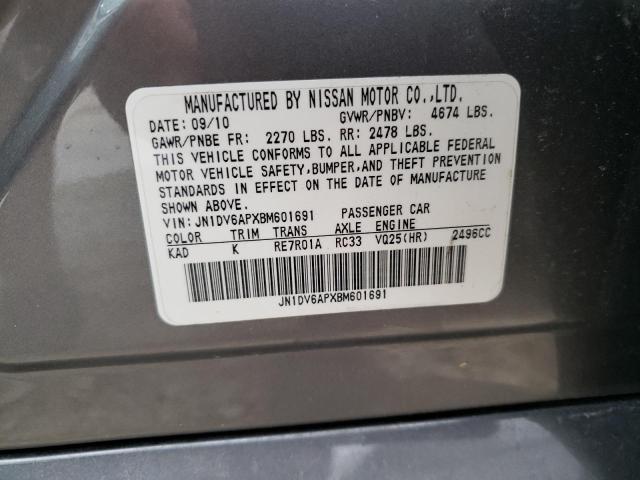 MANUFACTURED BY NISSAN MOTOR CO.,LTD.
DATE: 09/10 GVWR/PNBV: 4674 LBS.
GAWR/PNBE FR: 2270 LBS. RR: 2478 LBS.
THIS VEHICLE CONFORMS TO ALL APPLICABLE FEDERAL
MOTOR VEHICLE SAFETY,BUMPER,AND THEFT PREVENTION
STANDARDS IN EFFECT ON THE DATE OF MANUFACTURE
SHOWN ABOVE.
VIN: JN1DV6APXBM601691 PASSENGER CAR
COLOR TRIM TRANS AXLE ENGINE
KAD K RE7R01A RC33 VQ25(HR) 2496CC
JN1DV6APXBM601691